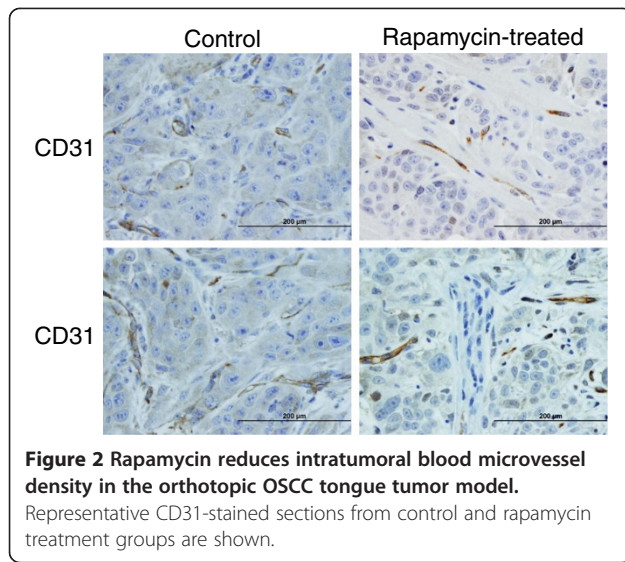 Control Rapamycin-treated
CD31
200 µm 200 µm
CD31
200 µm 200 µm
Figure 2 Rapamycin reduces intratumoral blood microvessel
density in the orthotopic OSCC tongue tumor model.
Representative CD31-stained sections from control and rapamycin
treatment groups are shown.